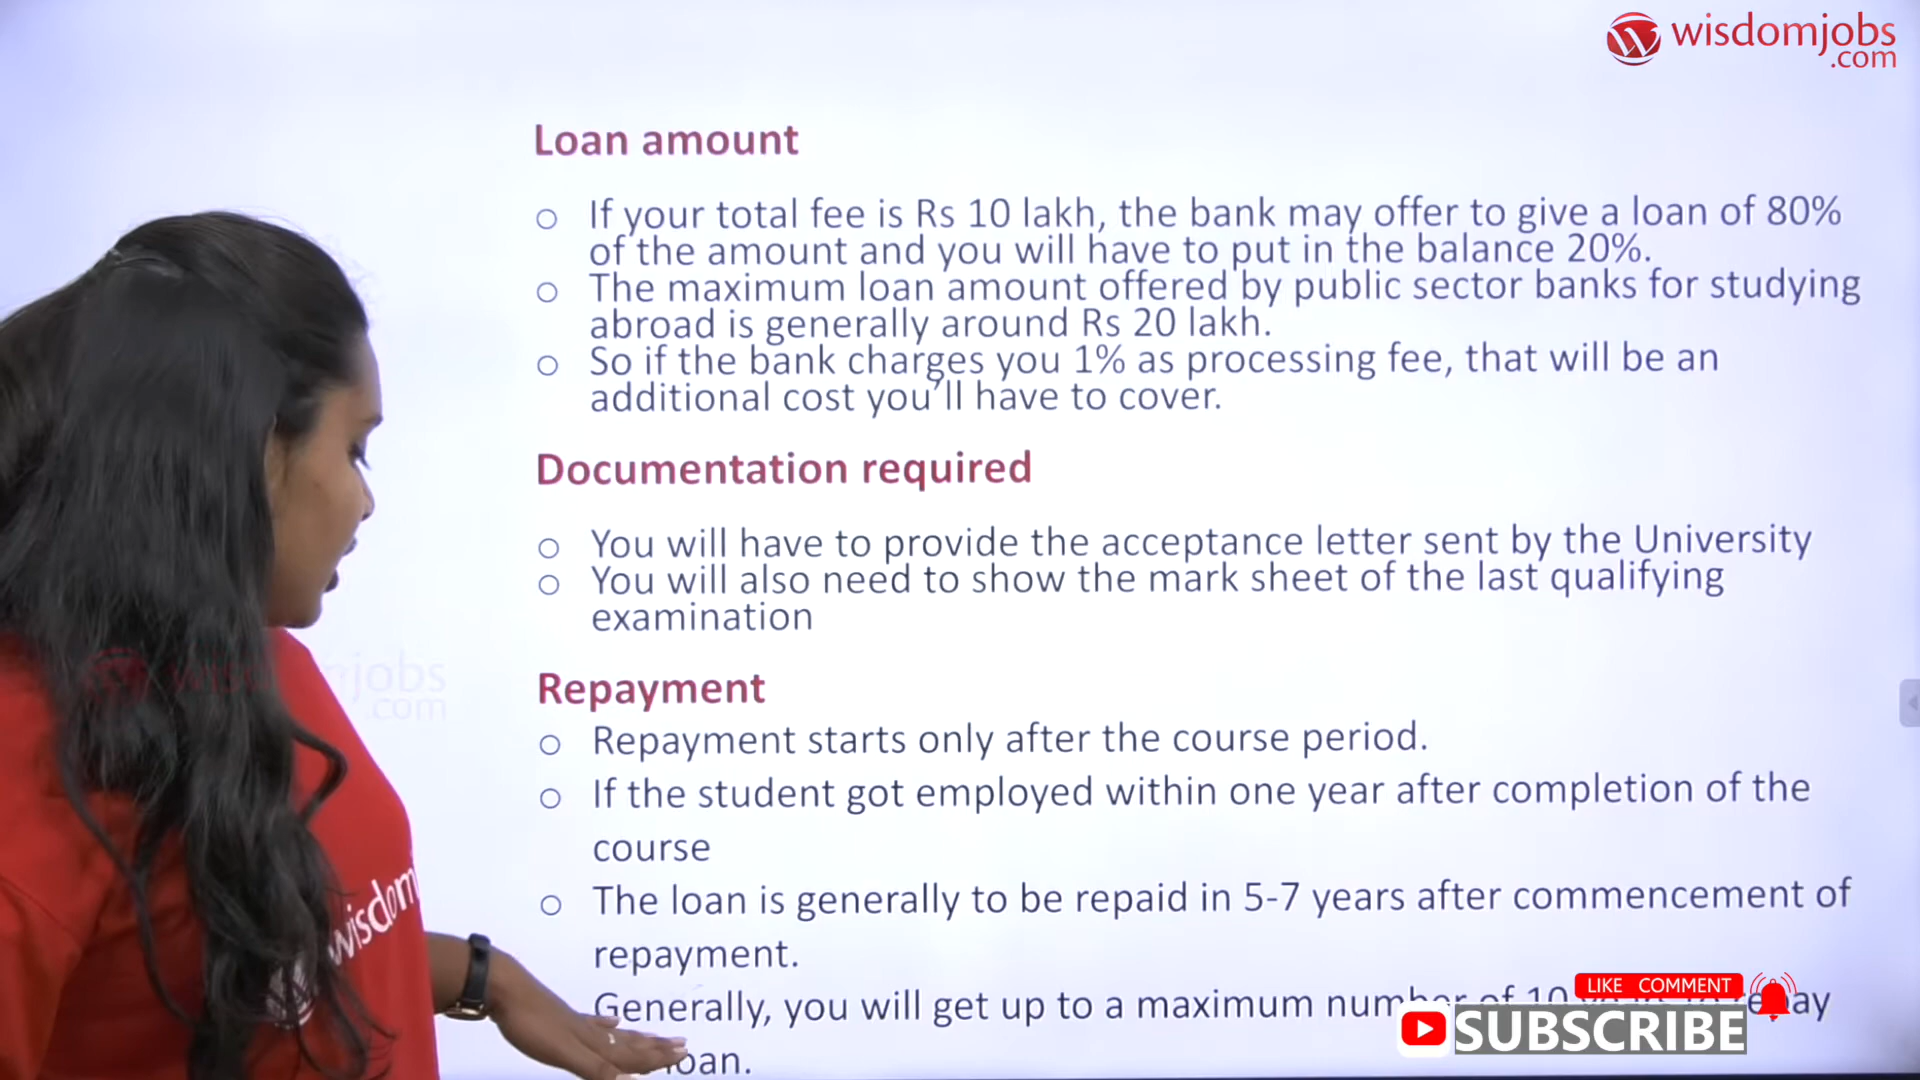 wisdomjobs
.com
Loan amount
If your total fee is Rs 10 lakh, the bank may offer to give a loan of 80%
of the amount and you will have to put in the balance 20%.
The maximum loan amount offered by public sector banks for studying
abroad is generally around Rs 20 lakh.
So if the bank charges you 1% as processing fee, that will be an
additional cost you'll have to cover.
Documentation required
You will have to provide the acceptance letter sent by the University
You will also need to show the mark sheet of the last qualifying
examination
Repayment
Repayment starts only after the course period.
If the student got employed within one year after completion of the
course
The loan is generally to be repaid in 5-7 years after commencement of
repayment.
Generally, you will get up to a maximum number of 10
loan.
wisdomjobs
.com
wisdom
LIKE COMMENT
SUBSCRIBE